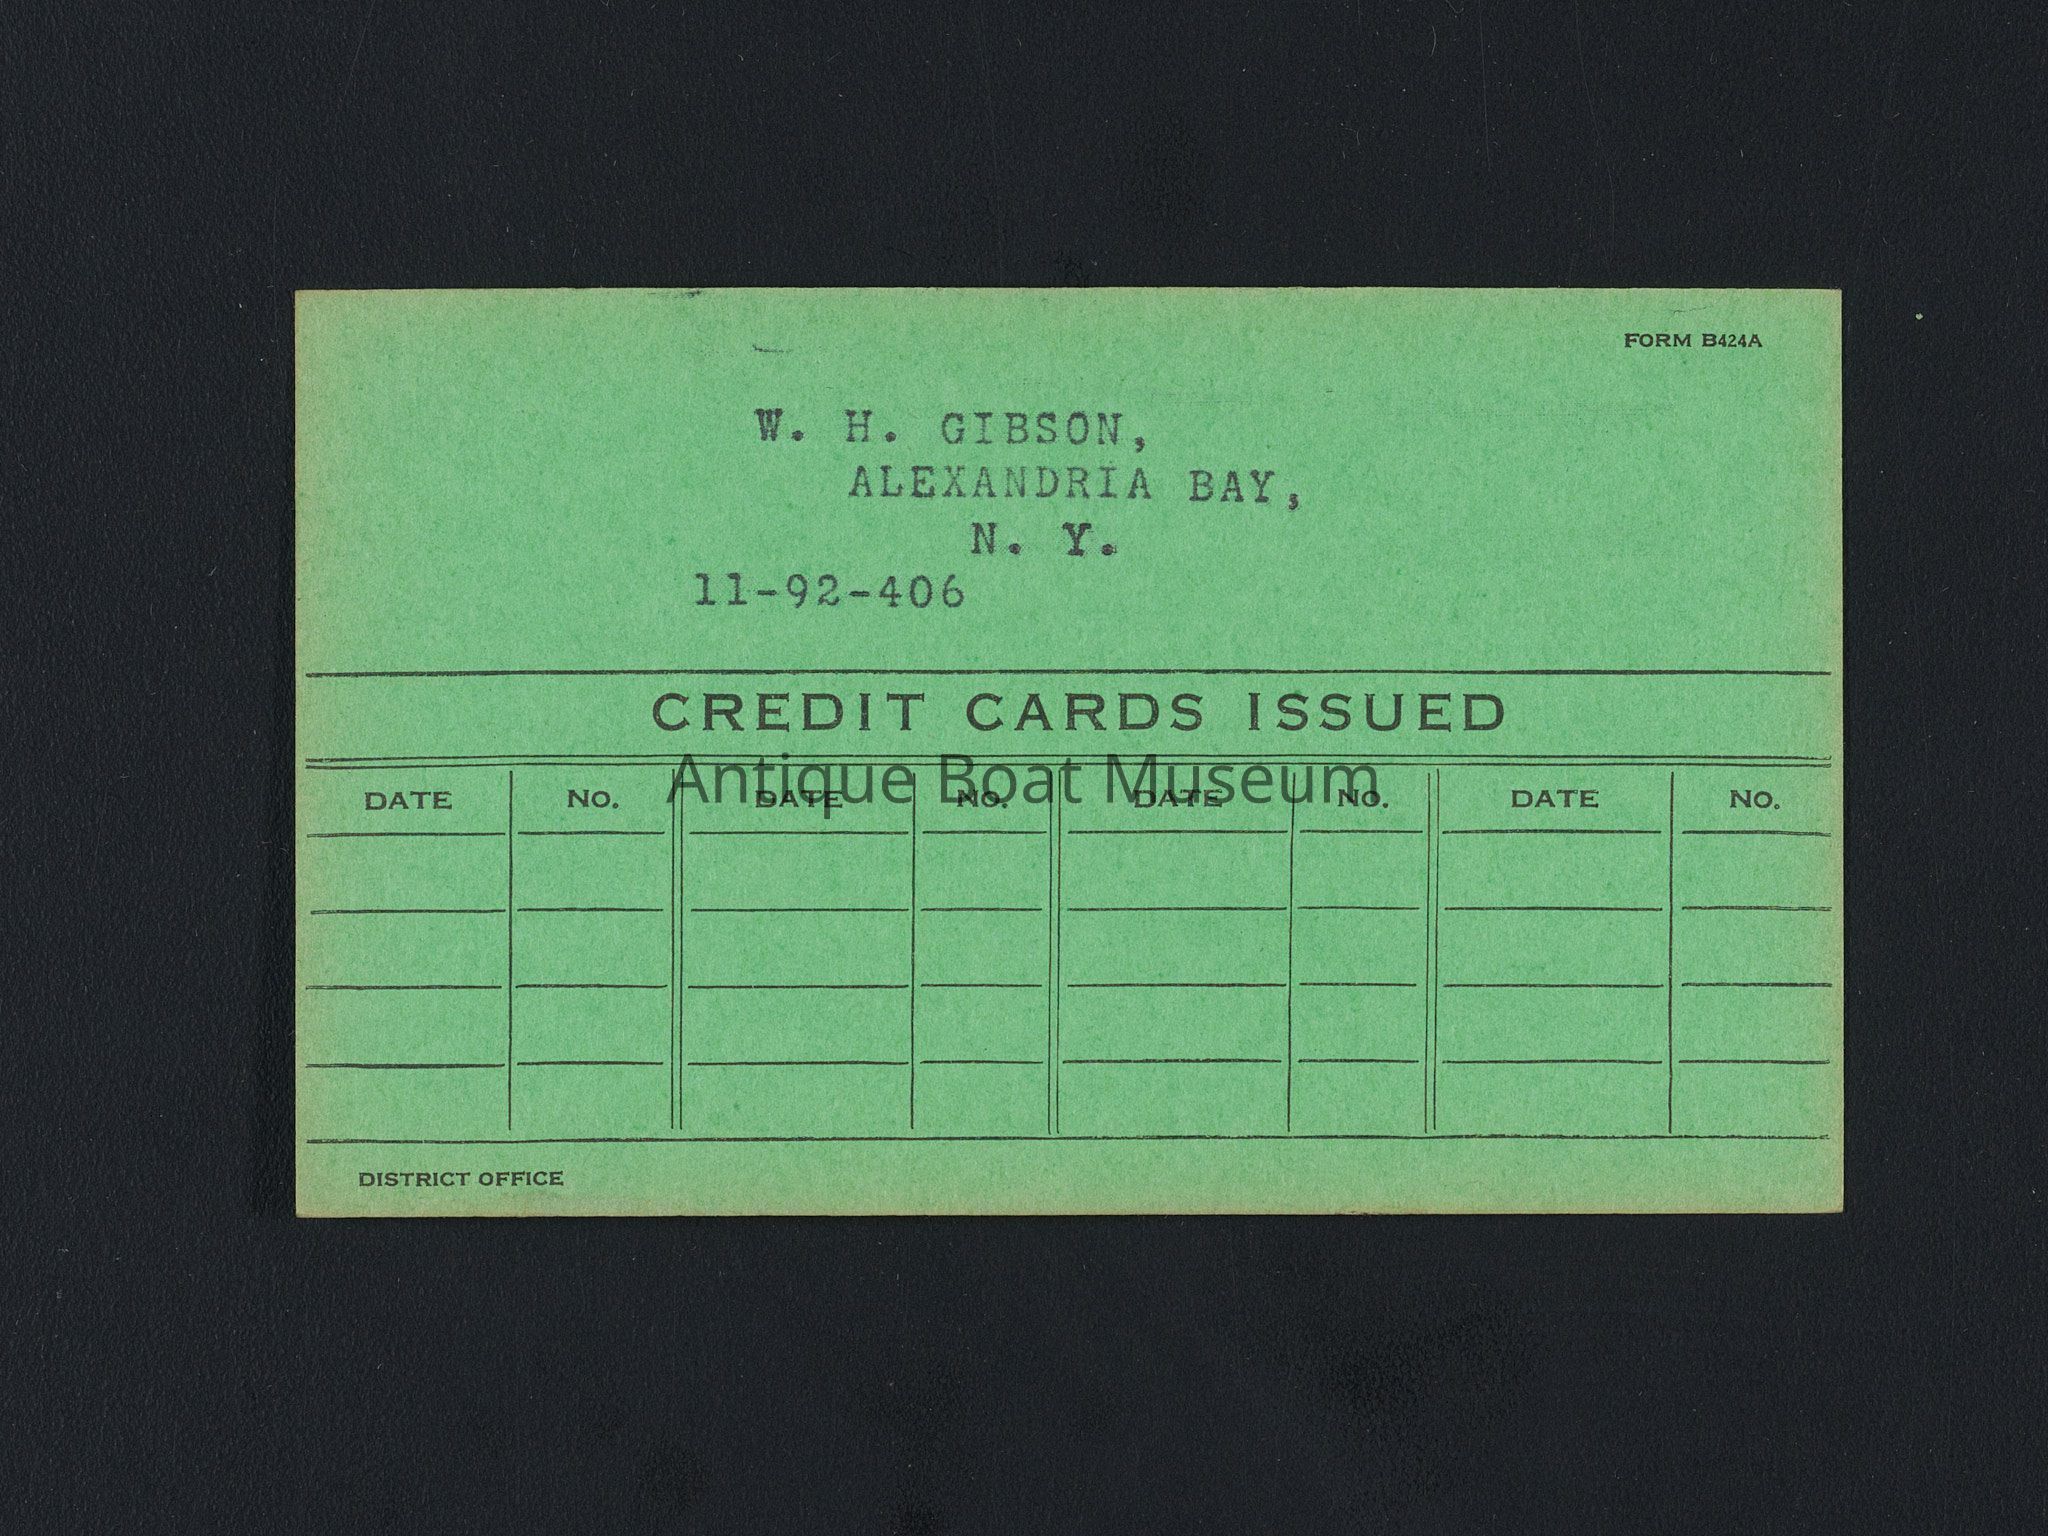 FORM B424A
W. H. GIBSON,
ALEXANDRIA BAY,
N. Y.
11-92-406
CREDIT CARDS ISSUED
Antique Boat Museum
DATE NO. DATE NO. DATE NO. DATE NO.
DISTRICT OFFICE